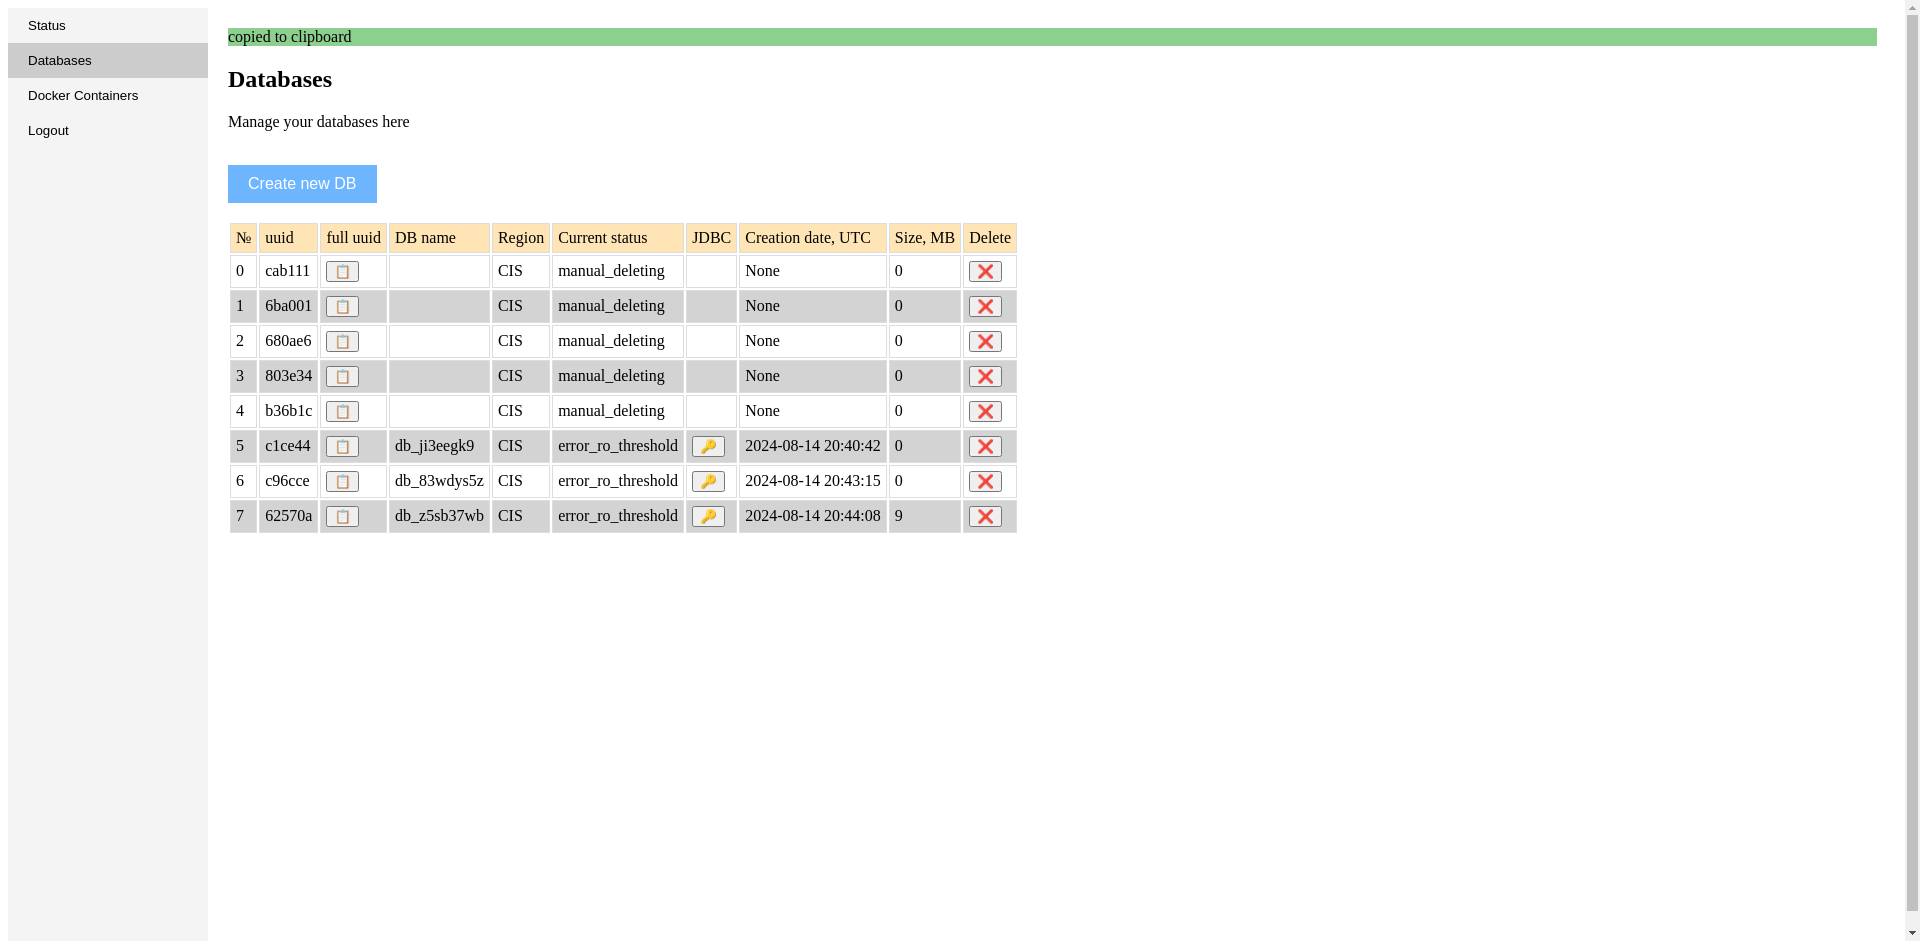 Status
Databases
Docker Containers
Logout
copied to clipboard
Databases
Manage your databases here
Create new DB
№ uuid full uuid DB name Region Current status JDBC Creation date, UTC Size, MB Delete
0 cab111 CIS manual_deleting None 0
1 6ba001 CIS manual_deleting None 0
2 680ae6 CIS manual_deleting None 0
3 803e34 CIS manual_deleting None 0
4 b36b1c CIS manual_deleting None 0
5 c1ce44 db_ji3eegk9 CIS error_ro_threshold 2024-08-14 20:40:42 0
6 c96cce db_83wdys5z CIS error_ro_threshold 2024-08-14 20:43:15 0
7 62570a db_z5sb37wb CIS error_ro_threshold 2024-08-14 20:44:08 9